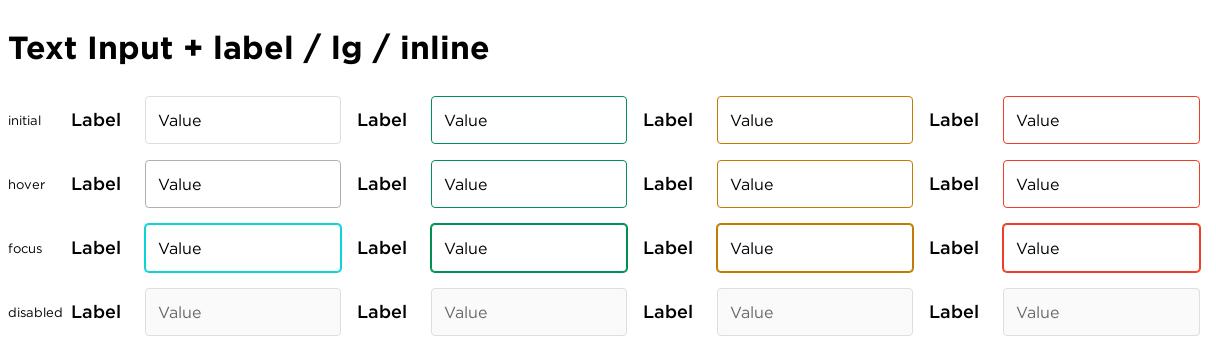 Text Input + label / lg / inline
initial Label Value Label Value Label Value Label Value
hover Label Value Label Value Label Value Label Value
focus Label Value Label Value Label Value Label Value
disabled Label Value Label Value Label Value Label Value